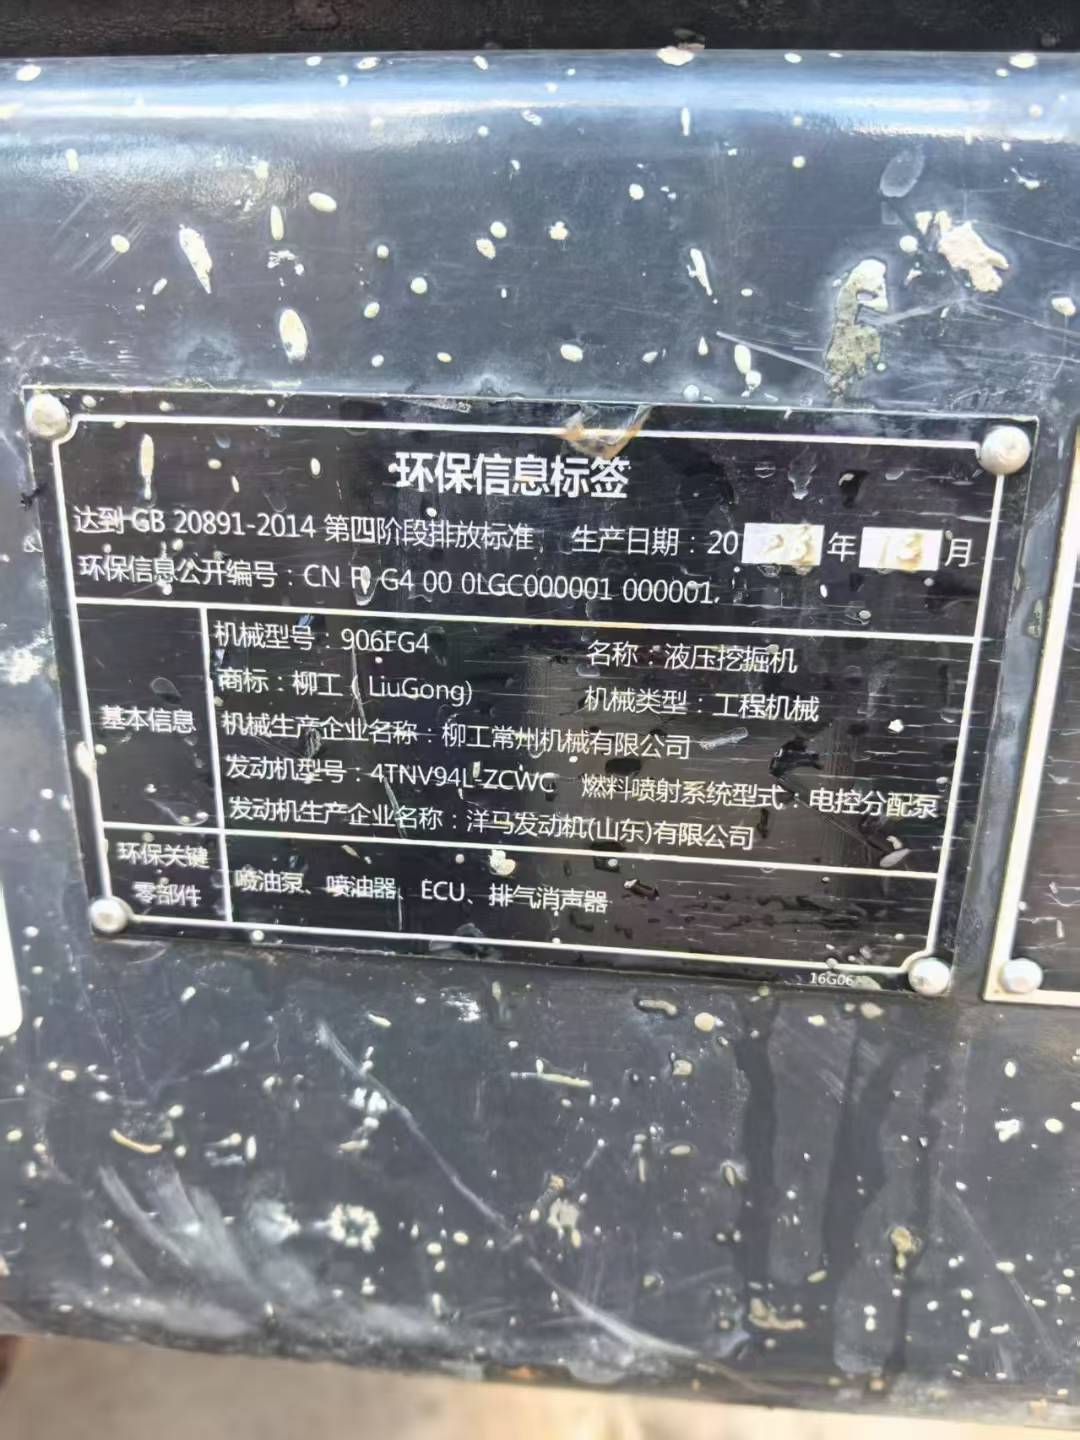 环保信息标签
达到 GB 20891-2014 第四阶段排放标准， 生产日期：20 年 月
环保信息公开编号：CN F G4 00 0LGC000001 000001.
基本信息
机械型号：906FG4 名称：液压挖掘机
商标：柳工（LiuGong） 机械类型：工程机械
机械生产企业名称：柳工常州机械有限公司
发动机型号：4TNV94L-ZCWC 燃料喷射系统型式：电控分配泵
发动机生产企业名称：洋马发动机(山东)有限公司
环保关键
零部件
喷油泵、喷油器、ECU、排气消声器
16G06